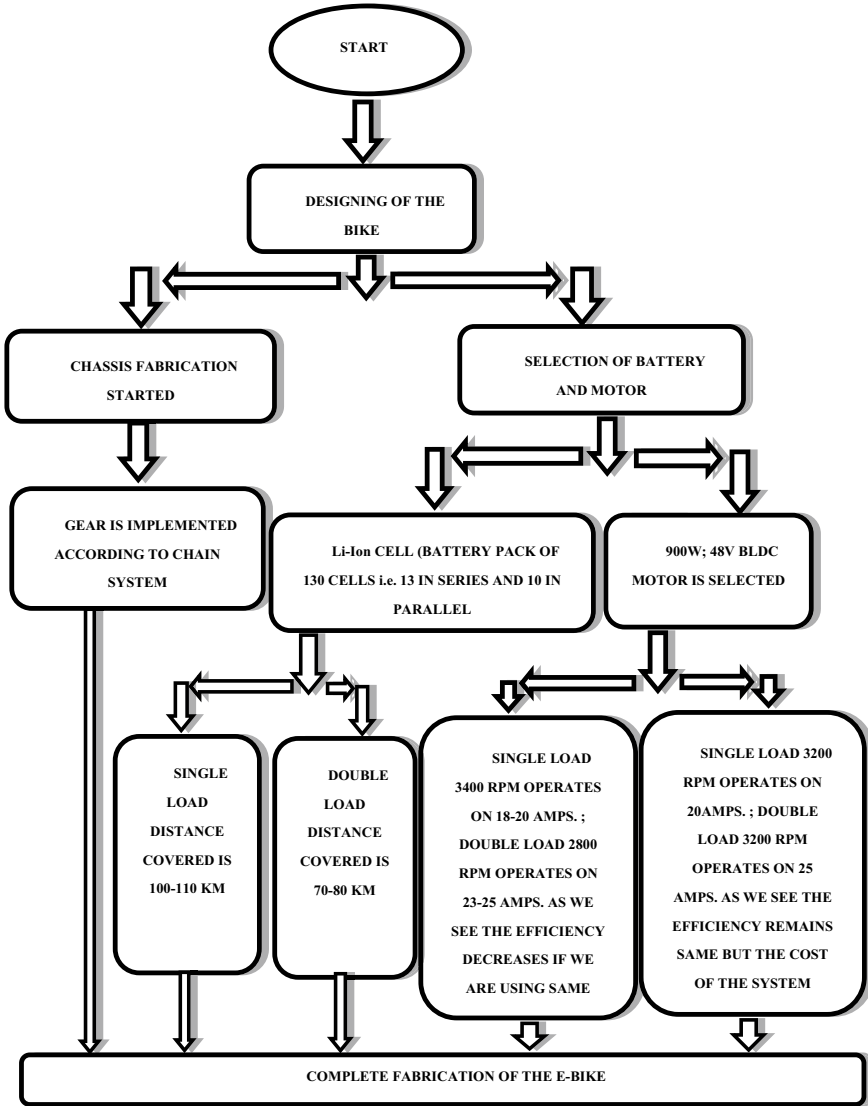 START
DESIGNING OF THE
BIKE
CHASSIS FABRICATION
STARTED
SELECTION OF BATTERY
AND MOTOR
GEAR IS IMPLEMENTED
ACCORDING TO CHAIN
SYSTEM
Li-Ion CELL (BATTERY PACK OF
130 CELLS i.e. 13 IN SERIES AND 10 IN
PARALLEL
900W; 48V BLDC
MOTOR IS SELECTED
SINGLE
LOAD
DISTANCE
COVERED IS
100-110 KM
DOUBLE
LOAD
DISTANCE
COVERED IS
70-80 KM
SINGLE LOAD
3400 RPM OPERATES
ON 18-20 AMPS. ;
DOUBLE LOAD 2800
RPM OPERATES ON
23-25 AMPS. AS WE
SEE THE EFFICIENCY
DECREASES IF WE
ARE USING SAME
SINGLE LOAD 3200
RPM OPERATES ON
20AMPS. ; DOUBLE
LOAD 3200 RPM
OPERATES ON 25
AMPS. AS WE SEE THE
EFFICIENCY REMAINS
SAME BUT THE COST
OF THE SYSTEM
COMPLETE FABRICATION OF THE E-BIKE